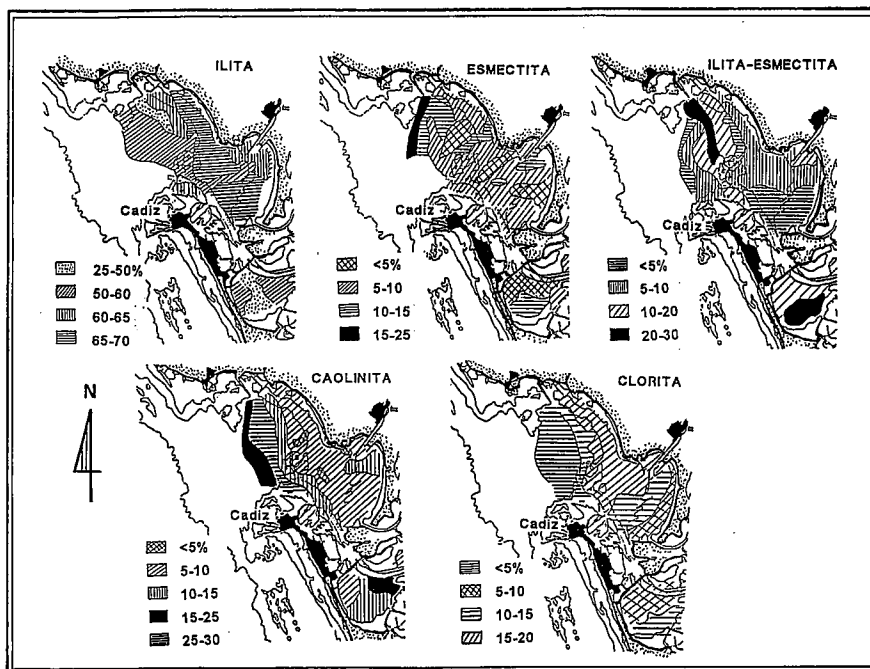 ILITA
Cadiz
25-50%
50-60
60-65
65-70
ESMECTITA
Cadiz
<5%
5-10
10-15
15-25
ILITA-ESMECTITA
Cadiz
<5%
5-10
10-20
20-30
N
CAOLINITA
Cadiz
<5%
5-10
10-15
15-25
25-30
CLORITA
Cadiz
<5%
5-10
10-15
15-20